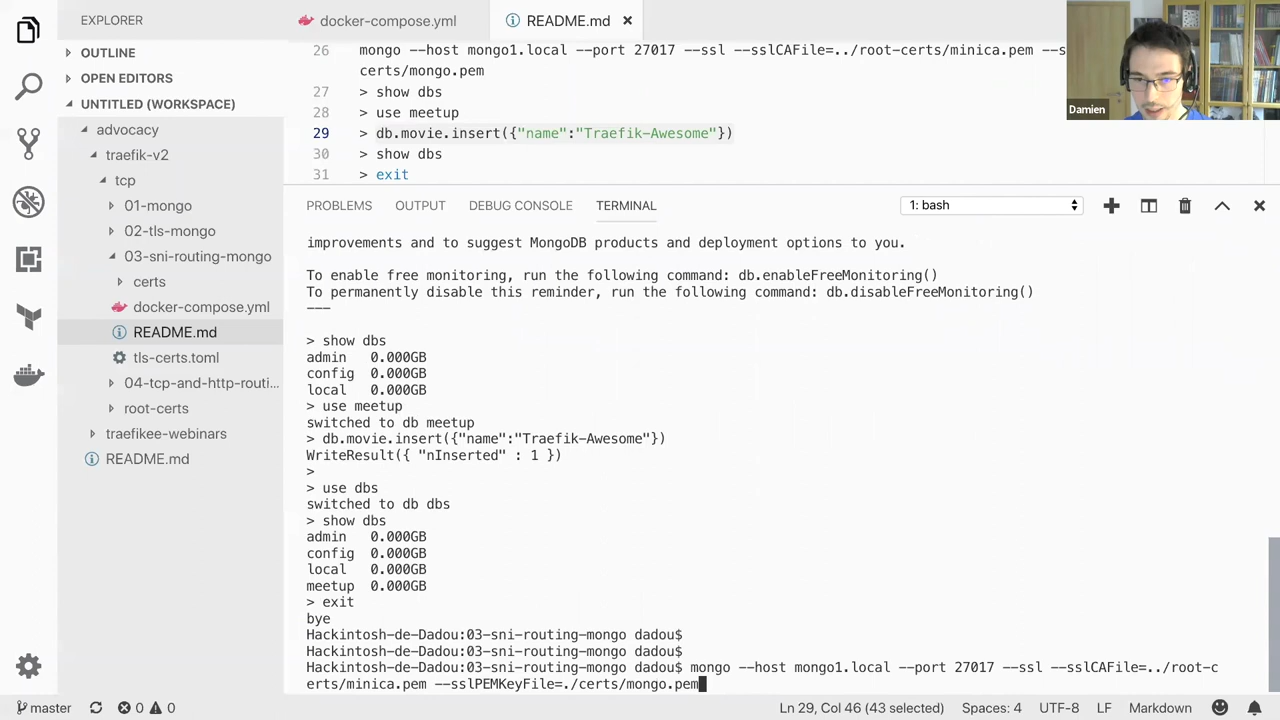 EXPLORER
docker-compose.yml
README.md
OUTLINE
OPEN EDITORS
UNTITLED (WORKSPACE)
advocacy
traefik-v2
tcp
01-mongo
02-tls-mongo
03-sni-routing-mongo
certs
docker-compose.yml
README.md
tls-certs.toml
04-tcp-and-http-routi...
root-certs
traefikee-webinars
README.md
26 mongo --host mongo1.local --port 27017 --ssl --sslCAFile=../root-certs/minica.pem --s
certs/mongo.pem
27 > show dbs
28 > use meetup
29 > db.movie.insert({"name":"Traefik-Awesome"})
30 > show dbs
31 > exit
Damien
PROBLEMS OUTPUT DEBUG CONSOLE TERMINAL 1: bash
improvements and to suggest MongoDB products and deployment options to you.
To enable free monitoring, run the following command: db.enableFreeMonitoring()
To permanently disable this reminder, run the following command: db.disableFreeMonitoring()
---
> show dbs
admin 0.000GB
config 0.000GB
local 0.000GB
> use meetup
switched to db meetup
> db.movie.insert({"name":"Traefik-Awesome"})
WriteResult({ "nInserted" : 1 })
>
> use dbs
switched to db dbs
> show dbs
admin 0.000GB
config 0.000GB
local 0.000GB
meetup 0.000GB
> exit
bye
Hackintosh-de-Dadou:03-sni-routing-mongo dadou$
Hackintosh-de-Dadou:03-sni-routing-mongo dadou$
Hackintosh-de-Dadou:03-sni-routing-mongo dadou$ mongo --host mongo1.local --port 27017 --ssl --sslCAFile=../root-c
erts/minica.pem --sslPEMKeyFile=./certs/mongo.pem
master 0 0 Ln 29, Col 46 (43 selected) Spaces: 4 UTF-8 LF Markdown